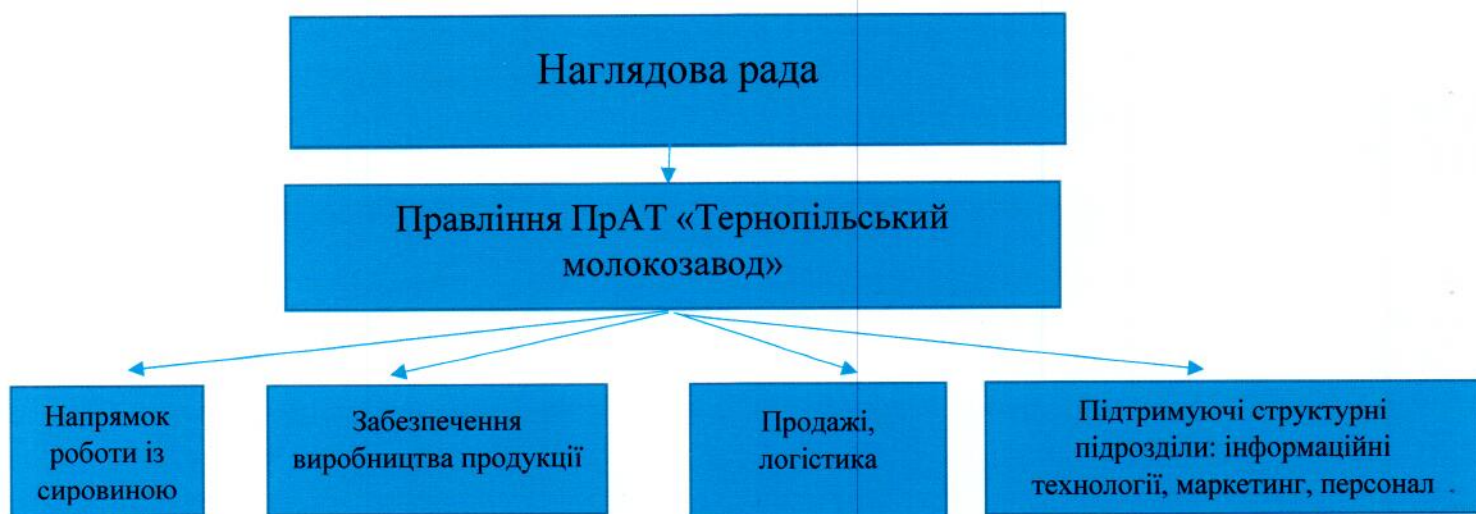 Наглядова рада
Правління ПрАТ «Тернопільський
молокозавод»
Напрямок
роботи із
сировиною
Забезпечення
виробництва продукції
Продажі,
логістика
Підтримуючі структурні
підрозділи: інформаційні
технології, маркетинг, персонал